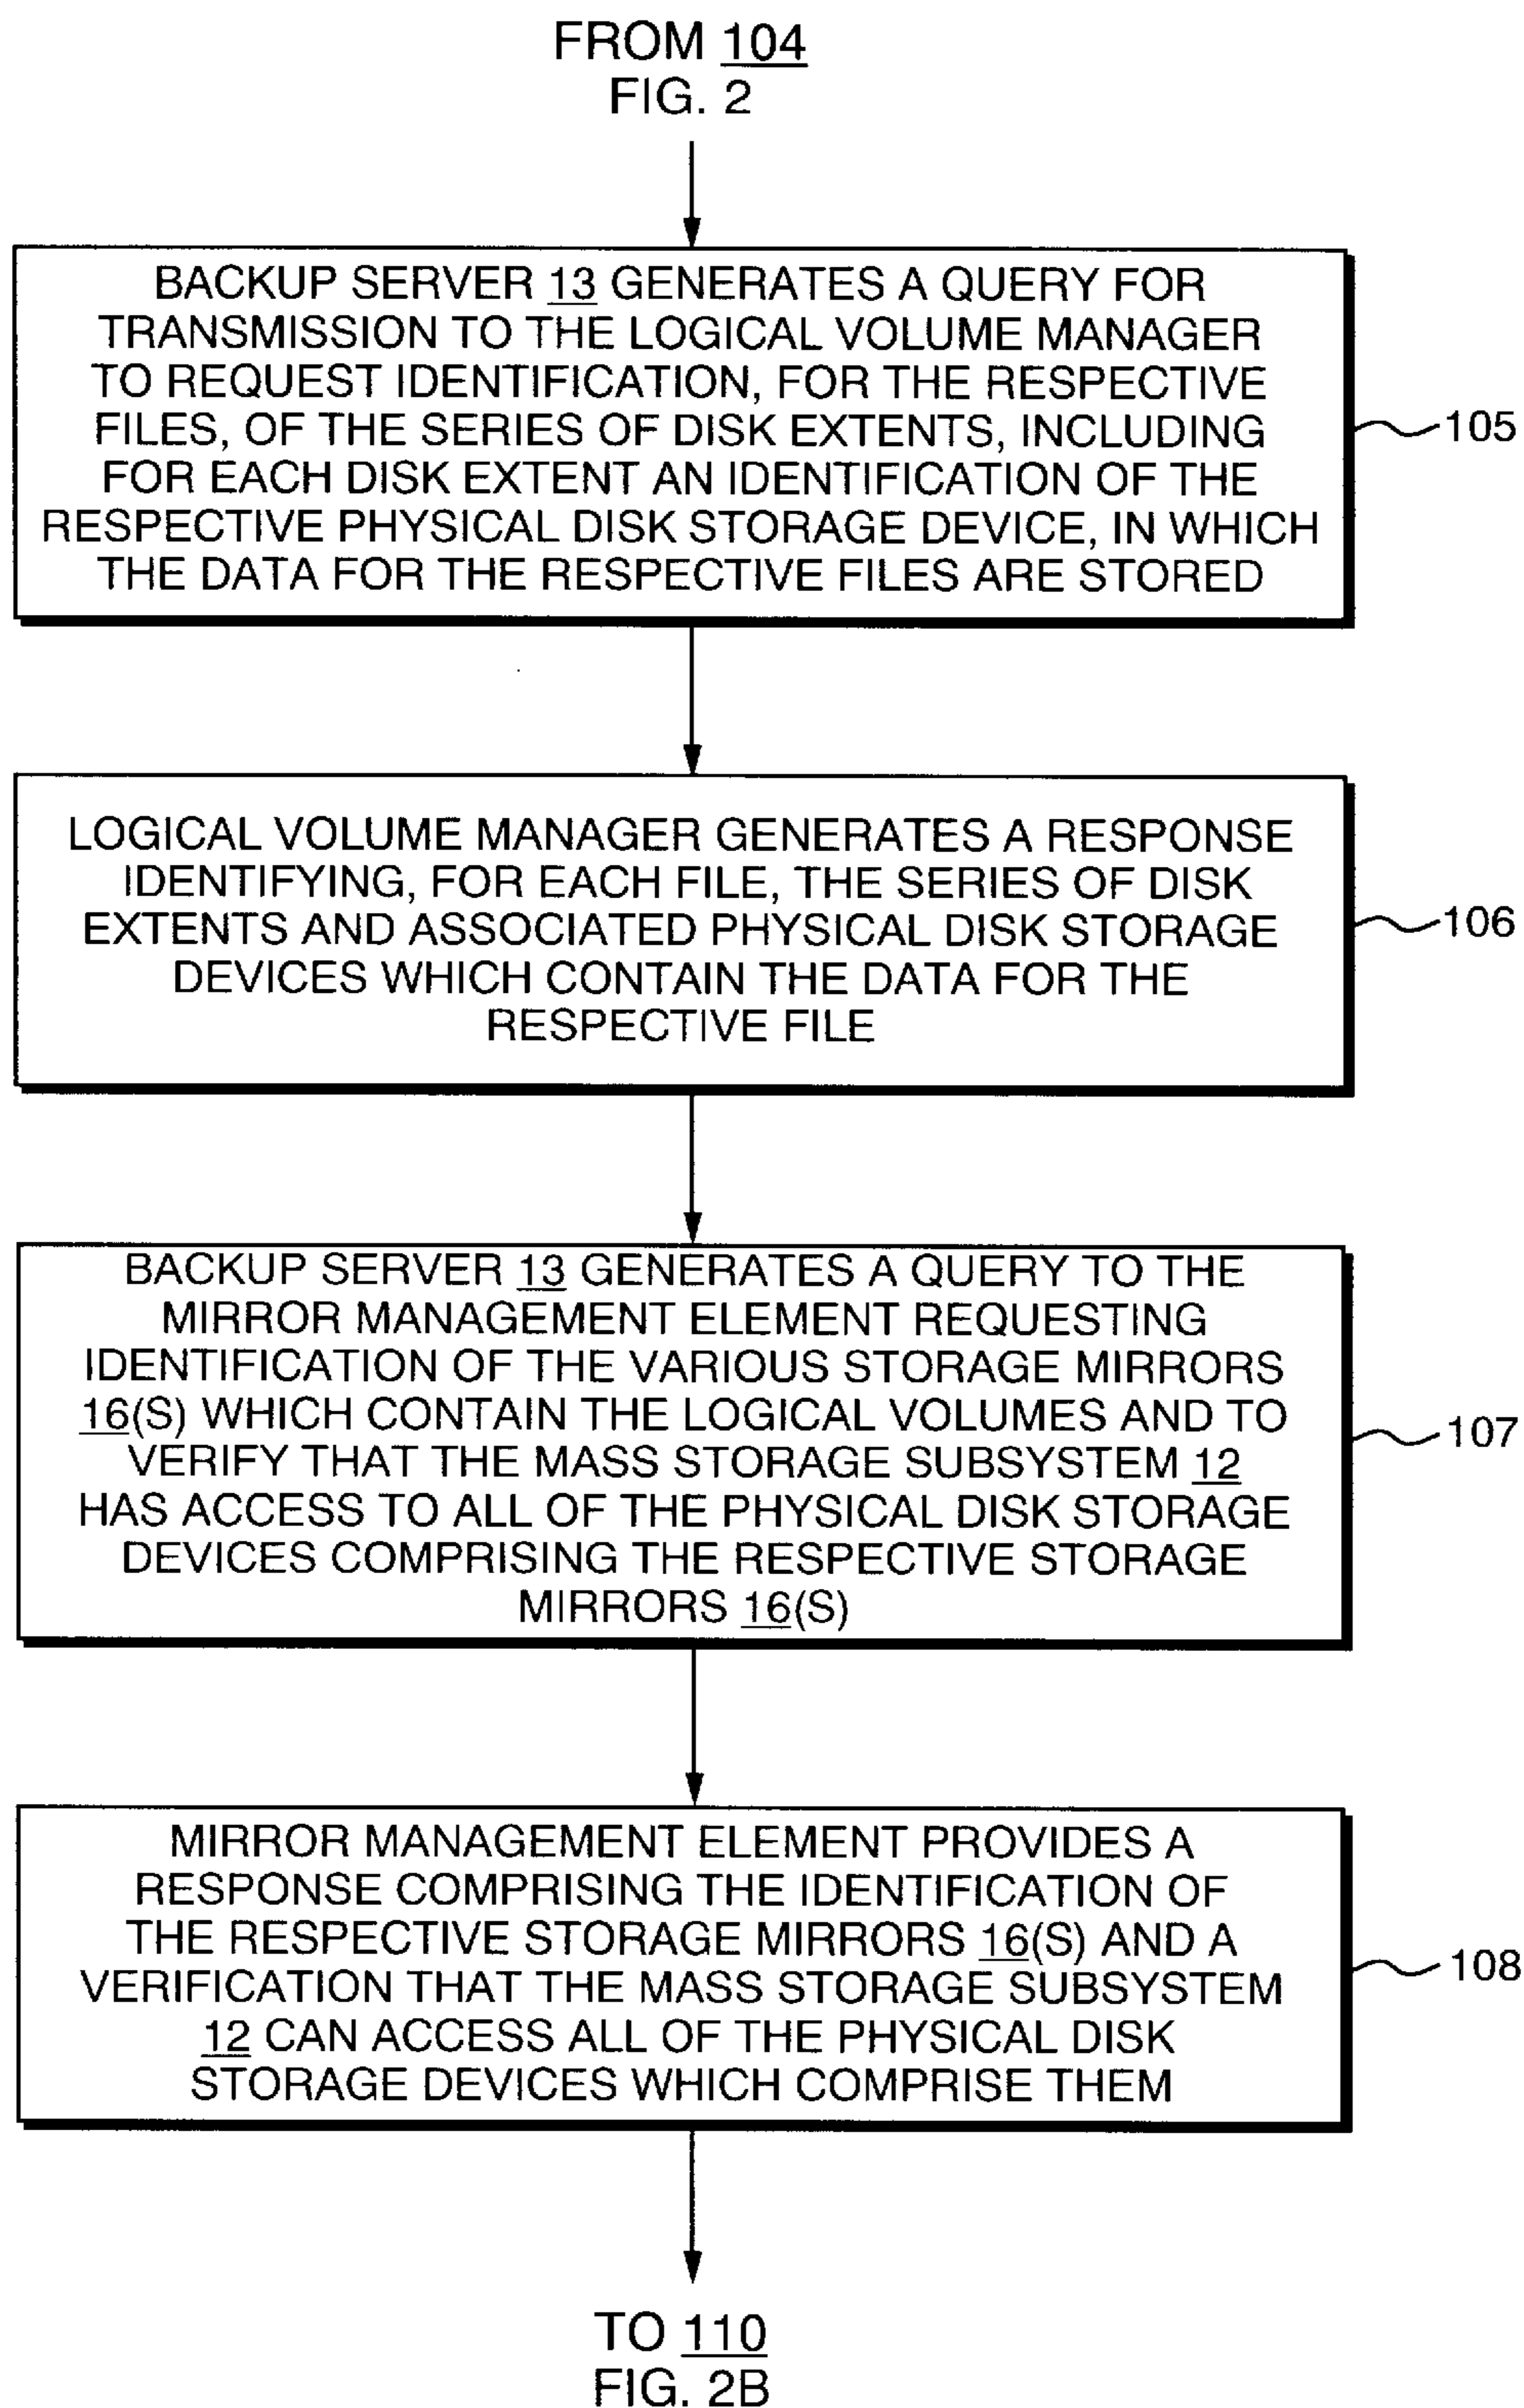 FROM 104
FIG. 2
BACKUP SERVER 13 GENERATES A QUERY FOR
TRANSMISSION TO THE LOGICAL VOLUME MANAGER
TO REQUEST IDENTIFICATION, FOR THE RESPECTIVE
FILES, OF THE SERIES OF DISK EXTENTS, INCLUDING
FOR EACH DISK EXTENT AN IDENTIFICATION OF THE
RESPECTIVE PHYSICAL DISK STORAGE DEVICE, IN WHICH
THE DATA FOR THE RESPECTIVE FILES ARE STORED
105
LOGICAL VOLUME MANAGER GENERATES A RESPONSE
IDENTIFYING, FOR EACH FILE, THE SERIES OF DISK
EXTENTS AND ASSOCIATED PHYSICAL DISK STORAGE
DEVICES WHICH CONTAIN THE DATA FOR THE
RESPECTIVE FILE
106
BACKUP SERVER 13 GENERATES A QUERY TO THE
MIRROR MANAGEMENT ELEMENT REQUESTING
IDENTIFICATION OF THE VARIOUS STORAGE MIRRORS
16(S) WHICH CONTAIN THE LOGICAL VOLUMES AND TO
VERIFY THAT THE MASS STORAGE SUBSYSTEM 12
HAS ACCESS TO ALL OF THE PHYSICAL DISK STORAGE
DEVICES COMPRISING THE RESPECTIVE STORAGE
MIRRORS 16(S)
107
MIRROR MANAGEMENT ELEMENT PROVIDES A
RESPONSE COMPRISING THE IDENTIFICATION OF
THE RESPECTIVE STORAGE MIRRORS 16(S) AND A
VERIFICATION THAT THE MASS STORAGE SUBSYSTEM
12 CAN ACCESS ALL OF THE PHYSICAL DISK
STORAGE DEVICES WHICH COMPRISE THEM
108
TO 110
FIG. 2B